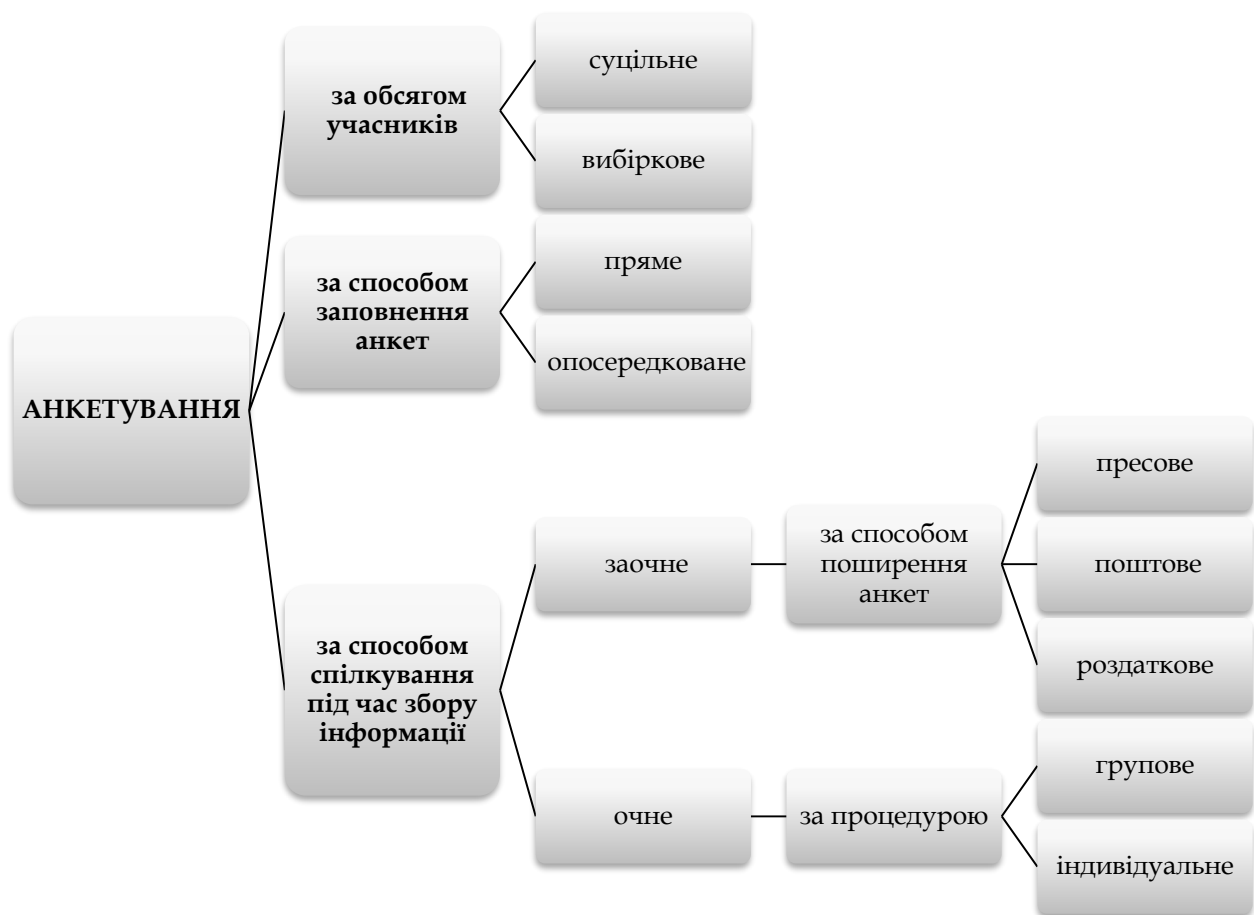 АНКЕТУВАННЯ
за обсягом
учасників
суцільне
вибіркове
за способом
заповнення
анкет
пряме
опосередковане
за способом
спілкування
під час збору
інформації
заочне
за способом
поширення
анкет
пресове
поштове
роздаткове
очне
за процедурою
групове
індивідуальне